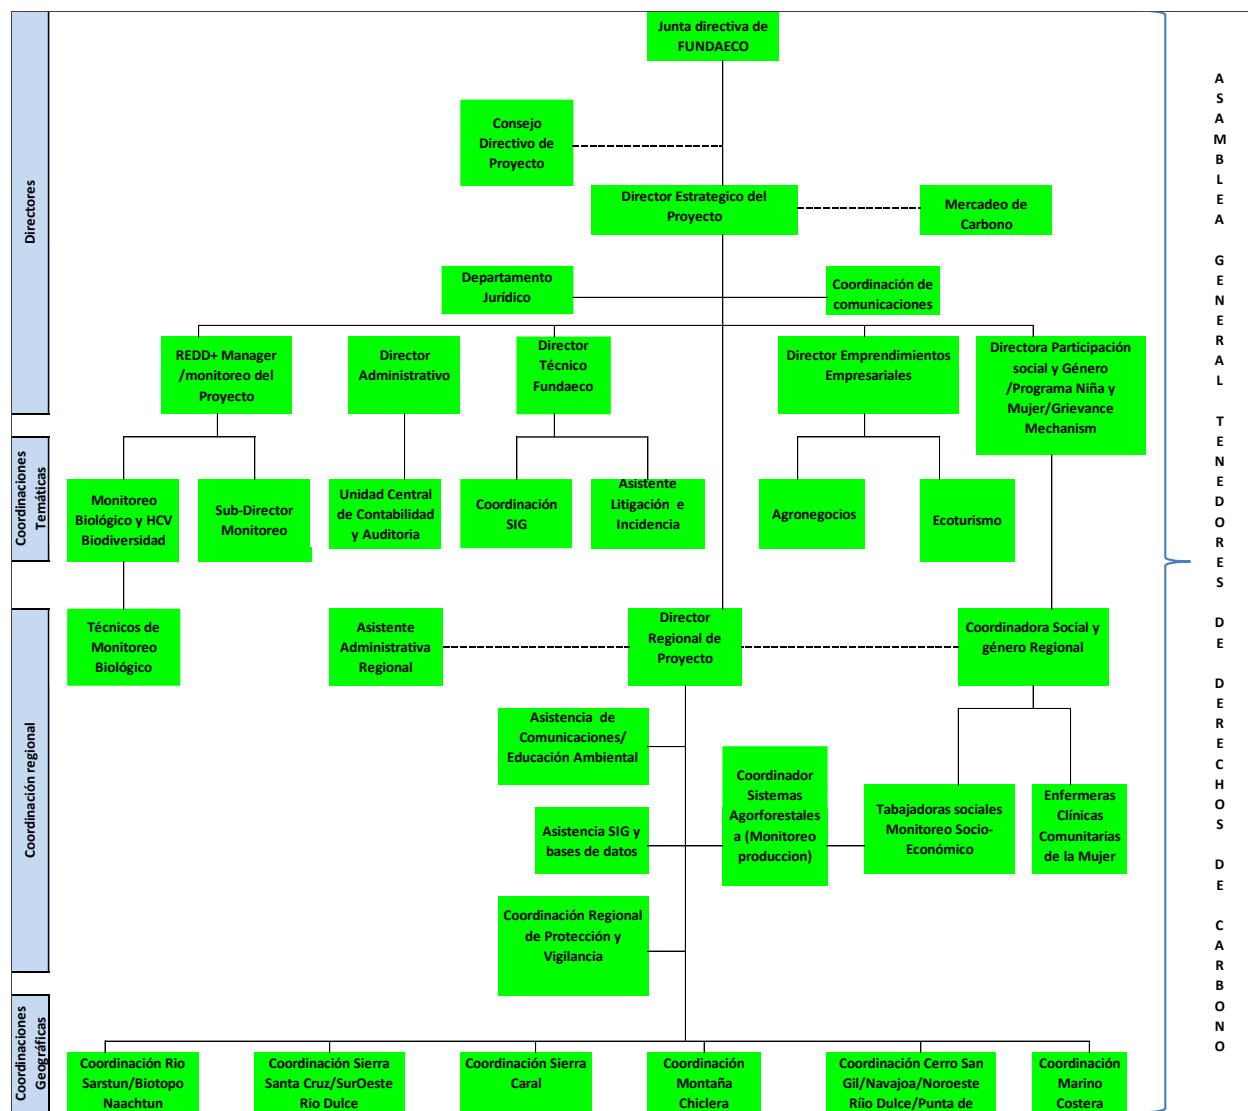 Junta directiva de
FUNDAECO
Consejo
Directivo de
Proyecto
Director Estrategico del
Proyecto
Mercadeo de
Carbono
Departamento
Jurídico
Coordinación de
comunicaciones
REDD+ Manager
/monitoreo del
Proyecto
Director
Administrativo
Director
Técnico
Fundaeco
Director Emprendimientos
Empresariales
Directora Participación
social y Género
/Programa Niña y
Mujer/Grievance
Mechanism
Directores
Monitoreo
Biológico y HCV
Biodiversidad
Sub-Director
Monitoreo
Unidad Central
de Contabilidad
y Auditoria
Coordinación
SIG
Asistente
Litigación e
Incidencia
Agronegocios
Ecoturismo
Coordinaciones
Temáticas
Técnicos de
Monitoreo
Biológico
Asistente
Administrativa
Regional
Director
Regional de
Proyecto
Coordinadora Social y
género Regional
Asistencia de
Comunicaciones/
Educación Ambiental
Coordinador
Sistemas
Agorforestales
a (Monitoreo
produccion)
Tabajadoras sociales
Monitoreo Socio-
Económico
Enfermeras
Clínicas
Comunitarias
de la Mujer
Asistencia SIG y
bases de datos
Coordinación Regional
de Protección y
Vigilancia
Coordinación regional
Coordinaciones
Geográficas
Coordinación Rio
Sarstun/Biotopo
Naachtun
Coordinación Sierra
Santa Cruz/SurOeste
Rio Dulce
Coordinación Sierra
Caral
Coordinación
Montaña
Chiclera
Coordinación Cerro San
Gil/Navajoa/Noroeste
Ríio Dulce/Punta de
Coordinación
Marino
Costera
ASAMBLEA GENERAL TENEDORES DE DERECHOS DE CARBONO